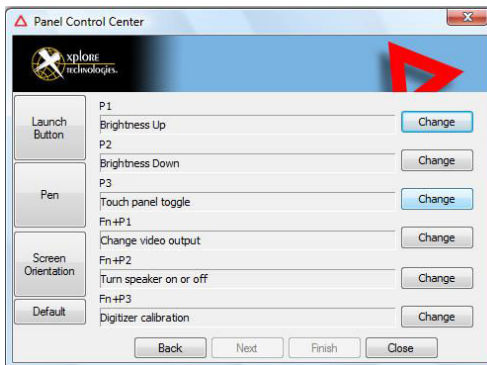 Panel Control Center
xplore
technologies.
Launch
Button
Pen
Screen
Orientation
Default
P1
Brightness Up
Change
P2
Brightness Down
Change
P3
Touch panel toggle
Change
Fn+P1
Change video output
Change
Fn+P2
Turn speaker on or off
Change
Fn+P3
Digitizer calibration
Change
Back
Next
Finish
Close